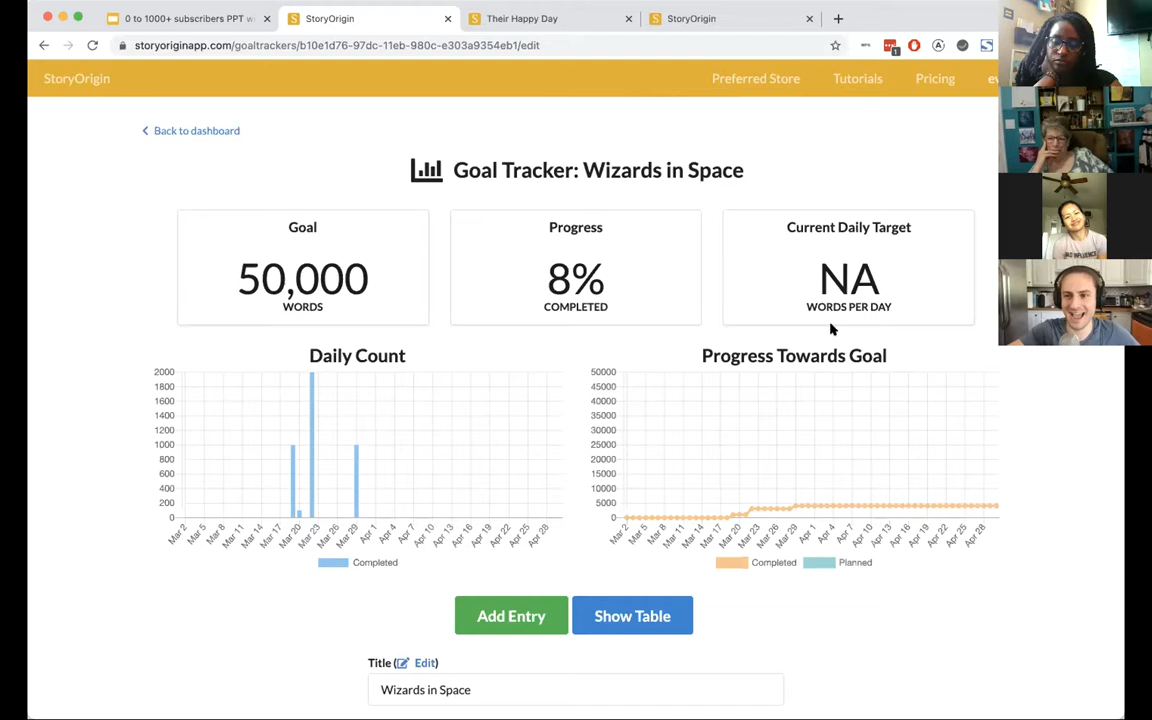 0 to 1000+ subscribers PPT w
StoryOrigin
Their Happy Day
StoryOrigin
storyoriginapp.com/goaltrackers/b10e1d76-97dc-11eb-980c-e303a9354eb1/edit
StoryOrigin
Preferred Store
Tutorials
Pricing
ev
Back to dashboard
Goal Tracker: Wizards in Space
Goal
50,000
WORDS
Progress
8%
COMPLETED
Current Daily Target
NA
WORDS PER DAY
Daily Count
2000
1800
1600
1400
1200
1000
800
600
400
200
0
Mar 2
Mar 5
Mar 8
Mar 11
Mar 14
Mar 17
Mar 20
Mar 23
Mar 26
Mar 29
Apr 1
Apr 4
Apr 7
Apr 10
Apr 13
Apr 16
Apr 19
Apr 22
Apr 25
Apr 28
Completed
Progress Towards Goal
50000
45000
40000
35000
30000
25000
20000
15000
10000
5000
0
Mar 2
Mar 5
Mar 8
Mar 11
Mar 14
Mar 17
Mar 20
Mar 23
Mar 26
Mar 29
Apr 1
Apr 4
Apr 7
Apr 10
Apr 13
Apr 16
Apr 19
Apr 22
Apr 25
Apr 28
Completed
Planned
Add Entry
Show Table
Title (Edit)
Wizards in Space